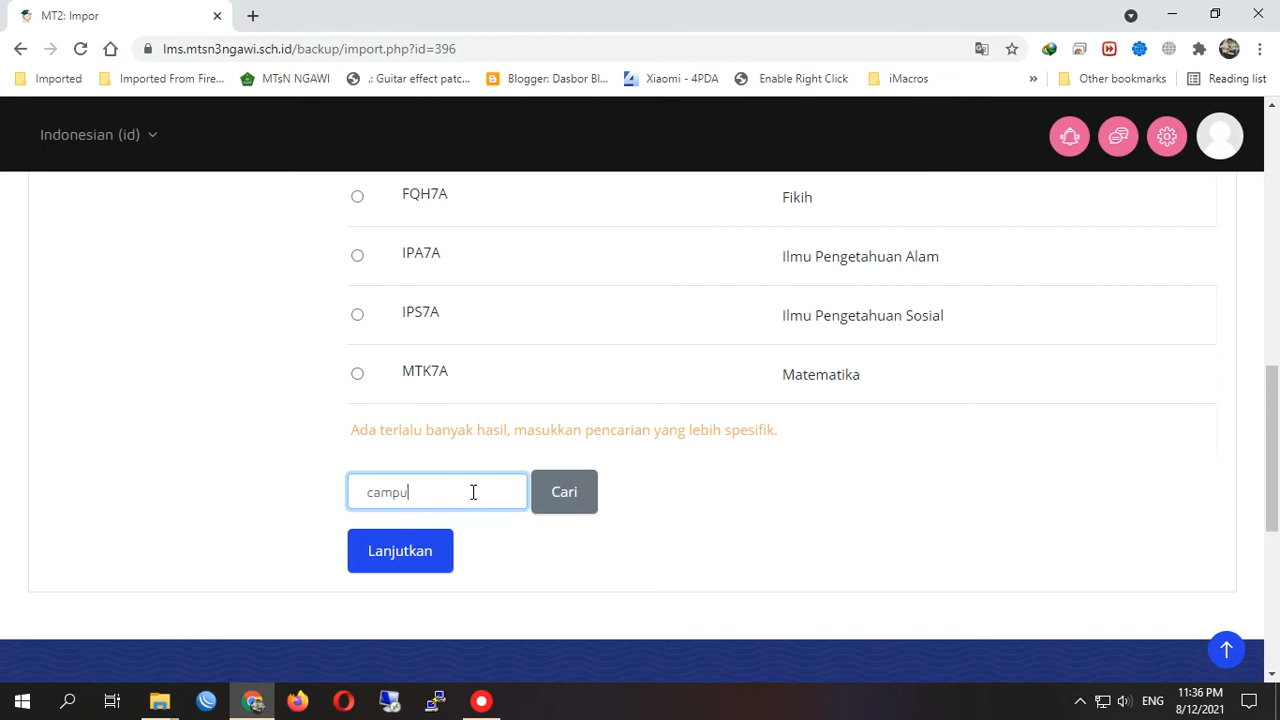 MT2: Impor
lms.mtsn3ngawi.sch.id/backup/import.php?id=396
Imported
Imported From Fire...
MTsN NGAWI
.: Guitar effect patc...
Blogger: Dasbor Bl...
Xiaomi - 4PDA
Enable Right Click
iMacros
»
Other bookmarks
Reading list
Indonesian (id)
FQH7A
Fikih
IPA7A
Ilmu Pengetahuan Alam
IPS7A
Ilmu Pengetahuan Sosial
MTK7A
Matematika
Ada terlalu banyak hasil, masukkan pencarian yang lebih spesifik.
campu
Cari
Lanjutkan
ENG
11:36 PM
8/12/2021